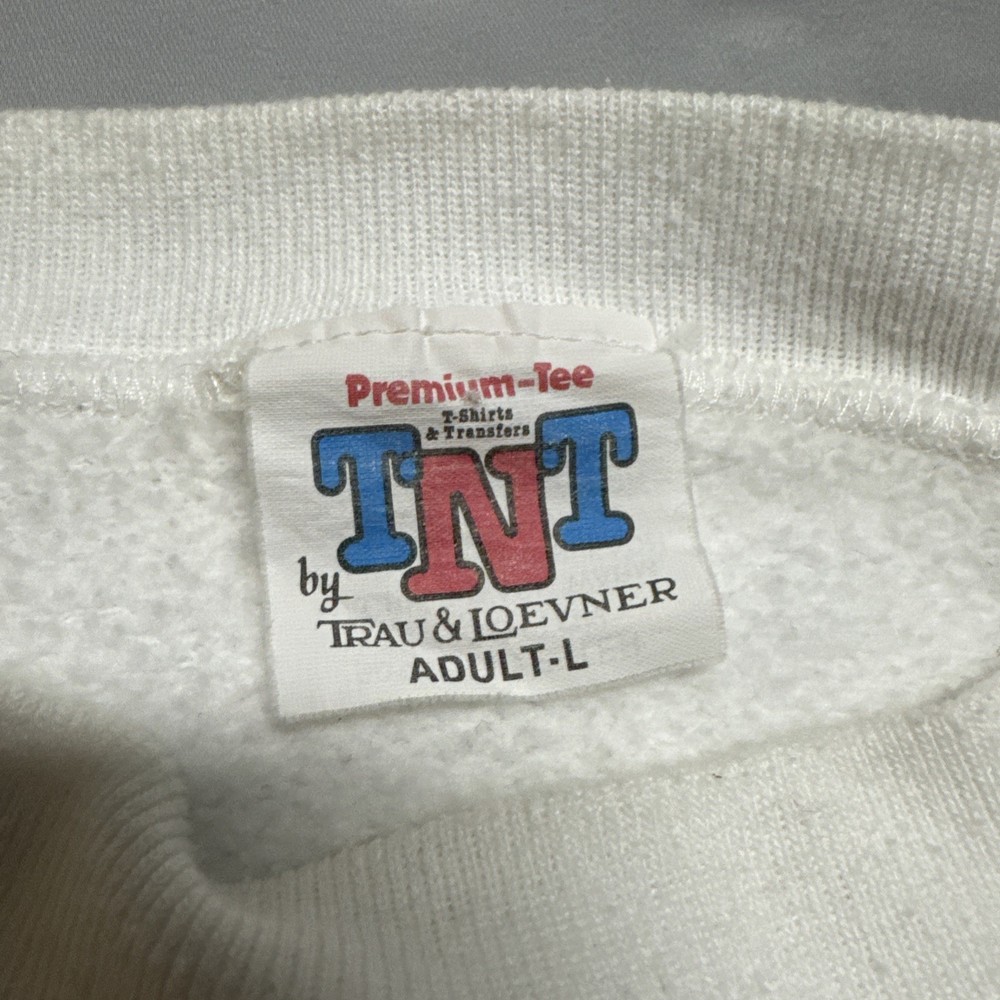 Premium-Tee
T-Shirts
& Transfers
TNT
by
TRAU & LOEVNER
ADULT-L